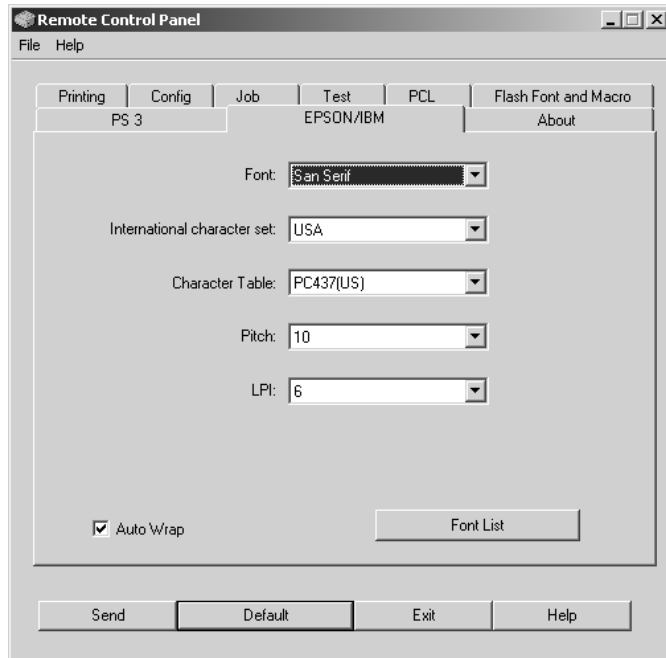 Remote Control Panel
File Help
Printing Config Job Test PCL Flash Font and Macro
PS 3 EPSON/IBM About
Font: San Serif
International character set: USA
Character Table: PC437(US)
Pitch: 10
LPI: 6
Auto Wrap Font List
Send Default Exit Help